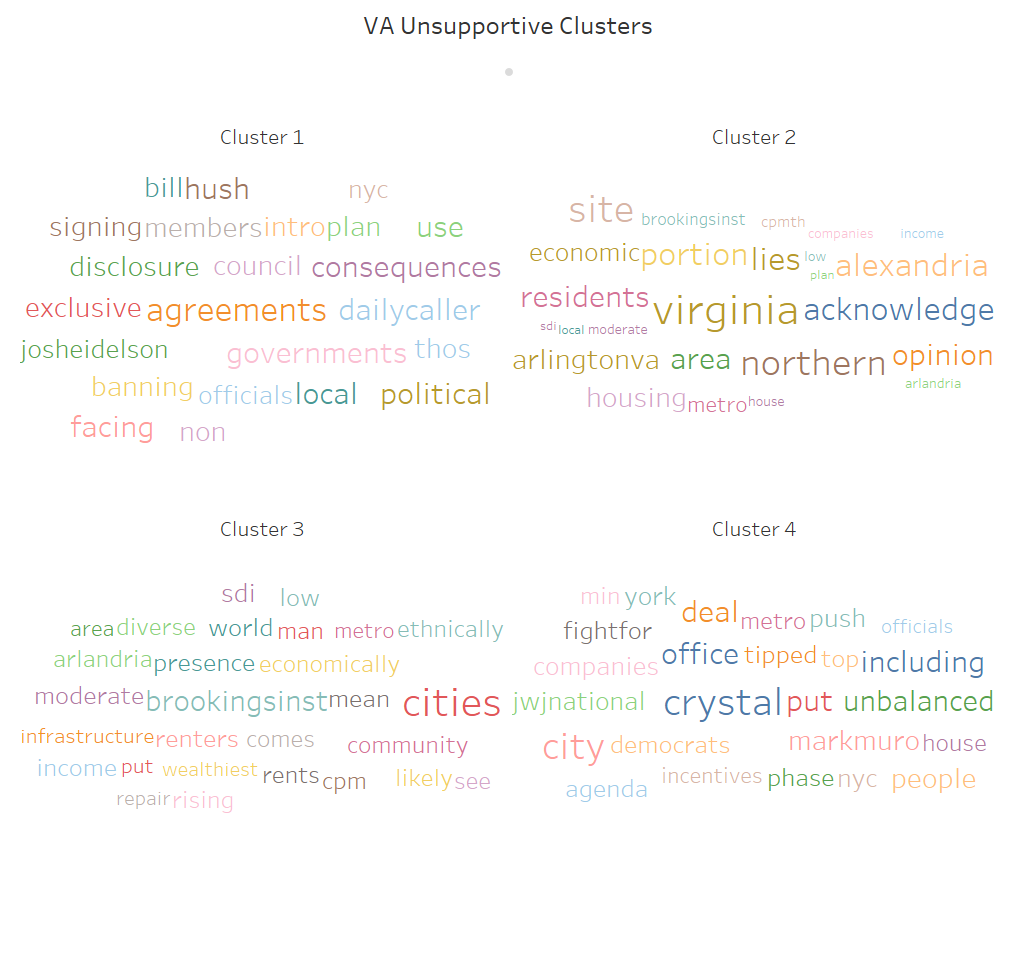 VA Unsupportive Clusters
Cluster 1
bill hush nyc
signing members intro plan use
disclosure council consequences
exclusive agreements dailycaller
josheidelson governments thos
banning officials local political
facing non
Cluster 2
site brookingsinst cpmth
companies income
economic portion lies low alexandria
plan
residents virginia acknowledge
sdi local moderate
arlingtonva area northern opinion
arlandria
housing metro house
Cluster 3
sdi low
area diverse world man metro ethnically
arlandria presence economically
moderate brookingsinst mean cities
infrastructure renters comes community
income put wealthiest rents cpm likely see
repair rising
Cluster 4
min york deal metro push officials
fightfor office tipped top including
companies
jwjnational crystal put unbalanced
city democrats markmuro house
agenda incentives phase nyc people